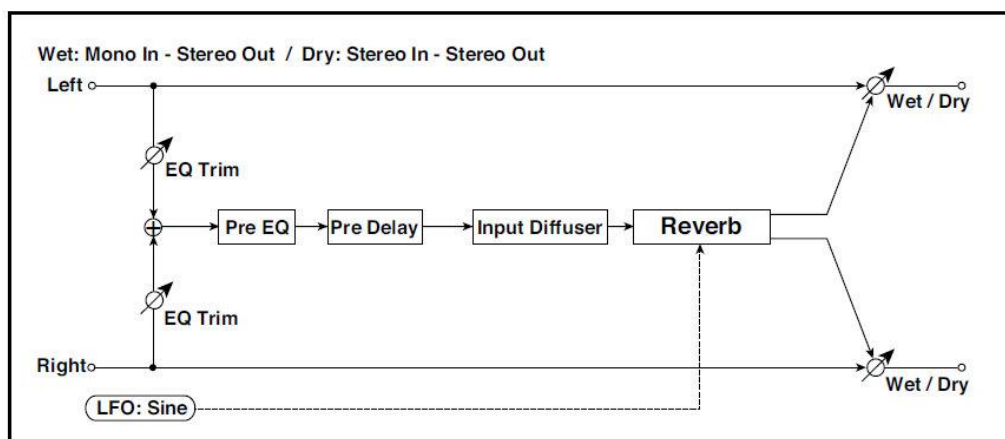 Wet: Mono In - Stereo Out / Dry: Stereo In - Stereo Out
Left
Wet / Dry
EQ Trim
Pre EQ
Pre Delay
Input Diffuser
Reverb
EQ Trim
Right
Wet / Dry
LFO: Sine